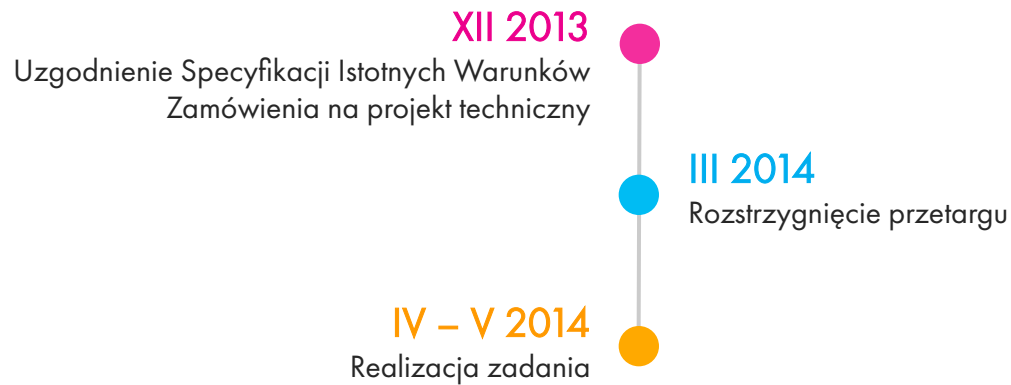 XII 2013
Uzgodnienie Specyfikacji Istotnych Warunków
Zamówienia na projekt techniczny
III 2014
Rozstrzygnięcie przetargu
IV – V 2014
Realizacja zadania